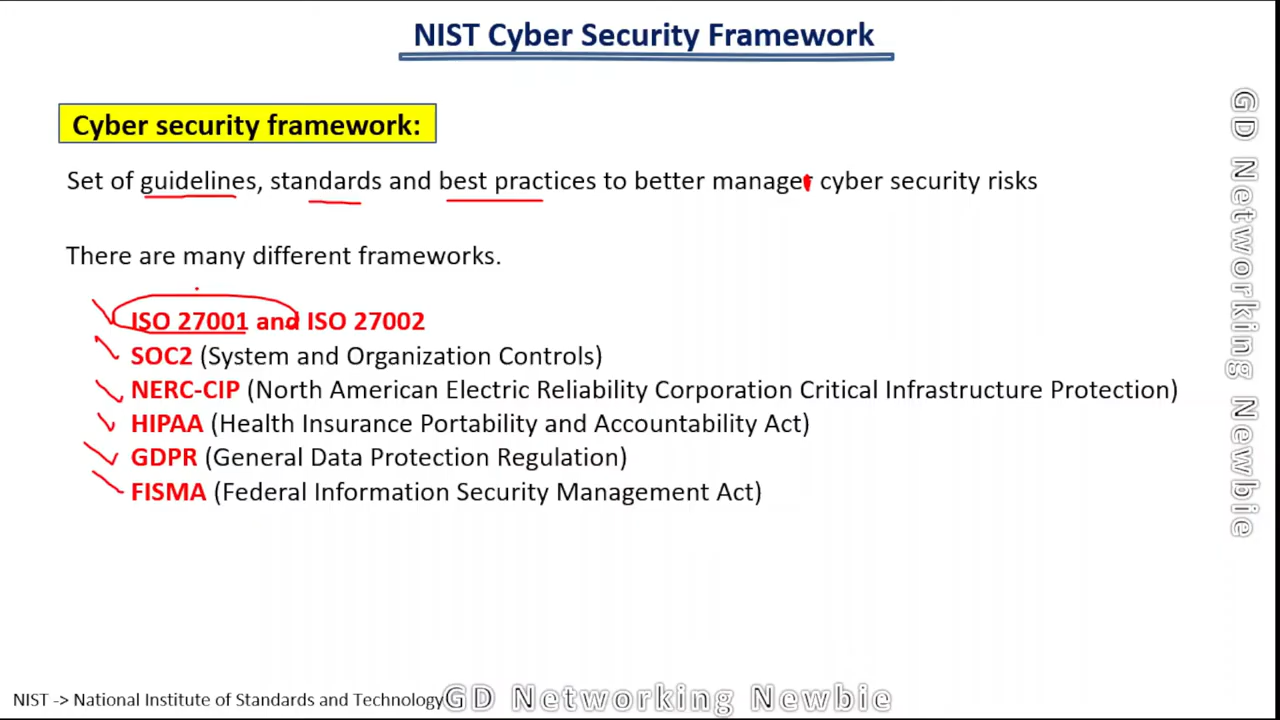 NIST Cyber Security Framework
Cyber security framework:
Set of guidelines, standards and best practices to better manager cyber security risks
There are many different frameworks.
ISO 27001 and ISO 27002
SOC2 (System and Organization Controls)
NERC-CIP (North American Electric Reliability Corporation Critical Infrastructure Protection)
HIPAA (Health Insurance Portability and Accountability Act)
GDPR (General Data Protection Regulation)
FISMA (Federal Information Security Management Act)
NIST -> National Institute of Standards and Technology
GD Networking Newbie
GD Networking Newbie